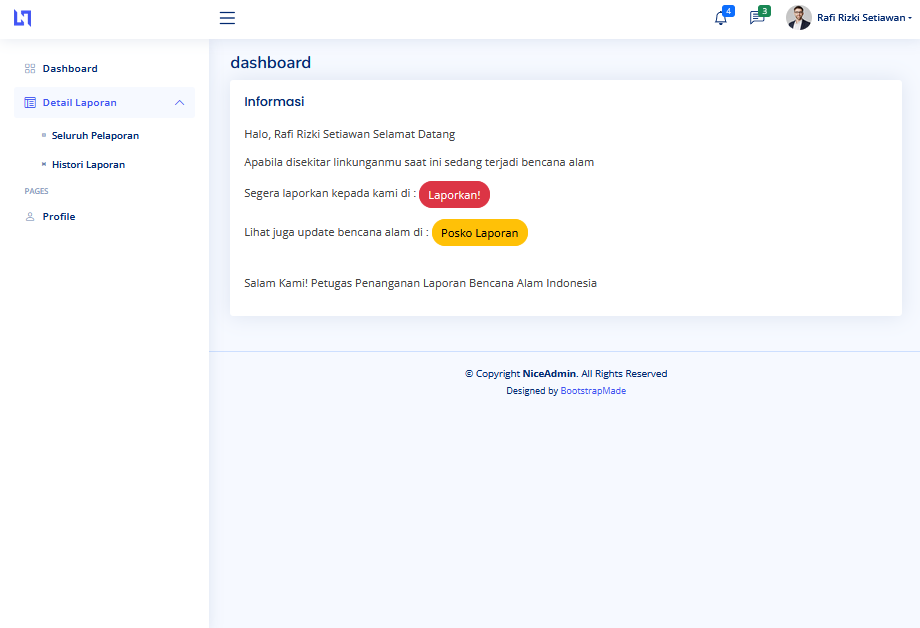 4
3
Rafi Rizki Setiawan
Dashboard
Detail Laporan
Seluruh Pelaporan
Histori Laporan
PAGES
Profile
dashboard
Informasi
Halo, Rafi Rizki Setiawan Selamat Datang
Apabila disekitar linkunganmu saat ini sedang terjadi bencana alam
Segera laporkan kepada kami di : Laporkan!
Lihat juga update bencana alam di : Posko Laporan
Salam Kami! Petugas Penanganan Laporan Bencana Alam Indonesia
© Copyright NiceAdmin. All Rights Reserved
Designed by BootstrapMade